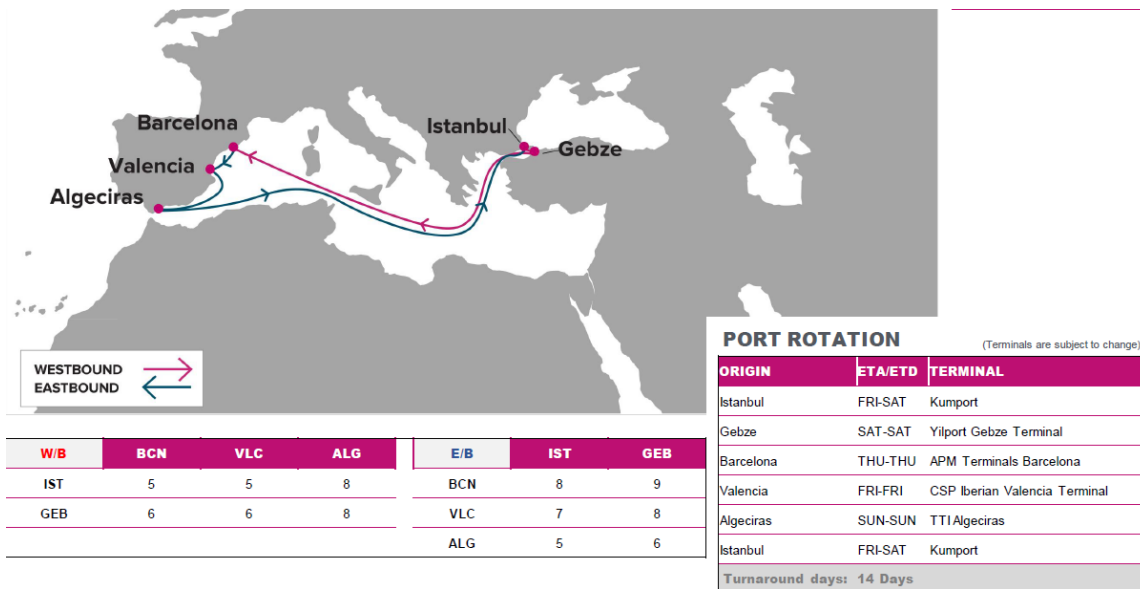 Barcelona
Istanbul
Gebze
Valencia
Algeciras
WESTBOUND
EASTBOUND
W/B BCN VLC ALG
IST 5 5 8
GEB 6 6 8
E/B IST GEB
BCN 8 9
VLC 7 8
ALG 5 6
PORT ROTATION (Terminals are subject to change)
ORIGIN ETA/ETD TERMINAL
Istanbul FRI-SAT Kumport
Gebze SAT-SAT Yilport Gebze Terminal
Barcelona THU-THU APM Terminals Barcelona
Valencia FRI-FRI CSP Iberian Valencia Terminal
Algeciras SUN-SUN TTI Algeciras
Istanbul FRI-SAT Kumport
Turnaround days: 14 Days